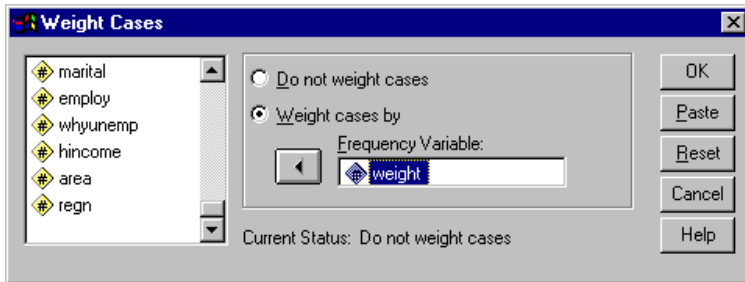 Weight Cases
marital
employ
whyunemp
hincome
area
regn
Do not weight cases
Weight cases by
Frequency Variable:
weight
Current Status: Do not weight cases
OK
Paste
Reset
Cancel
Help